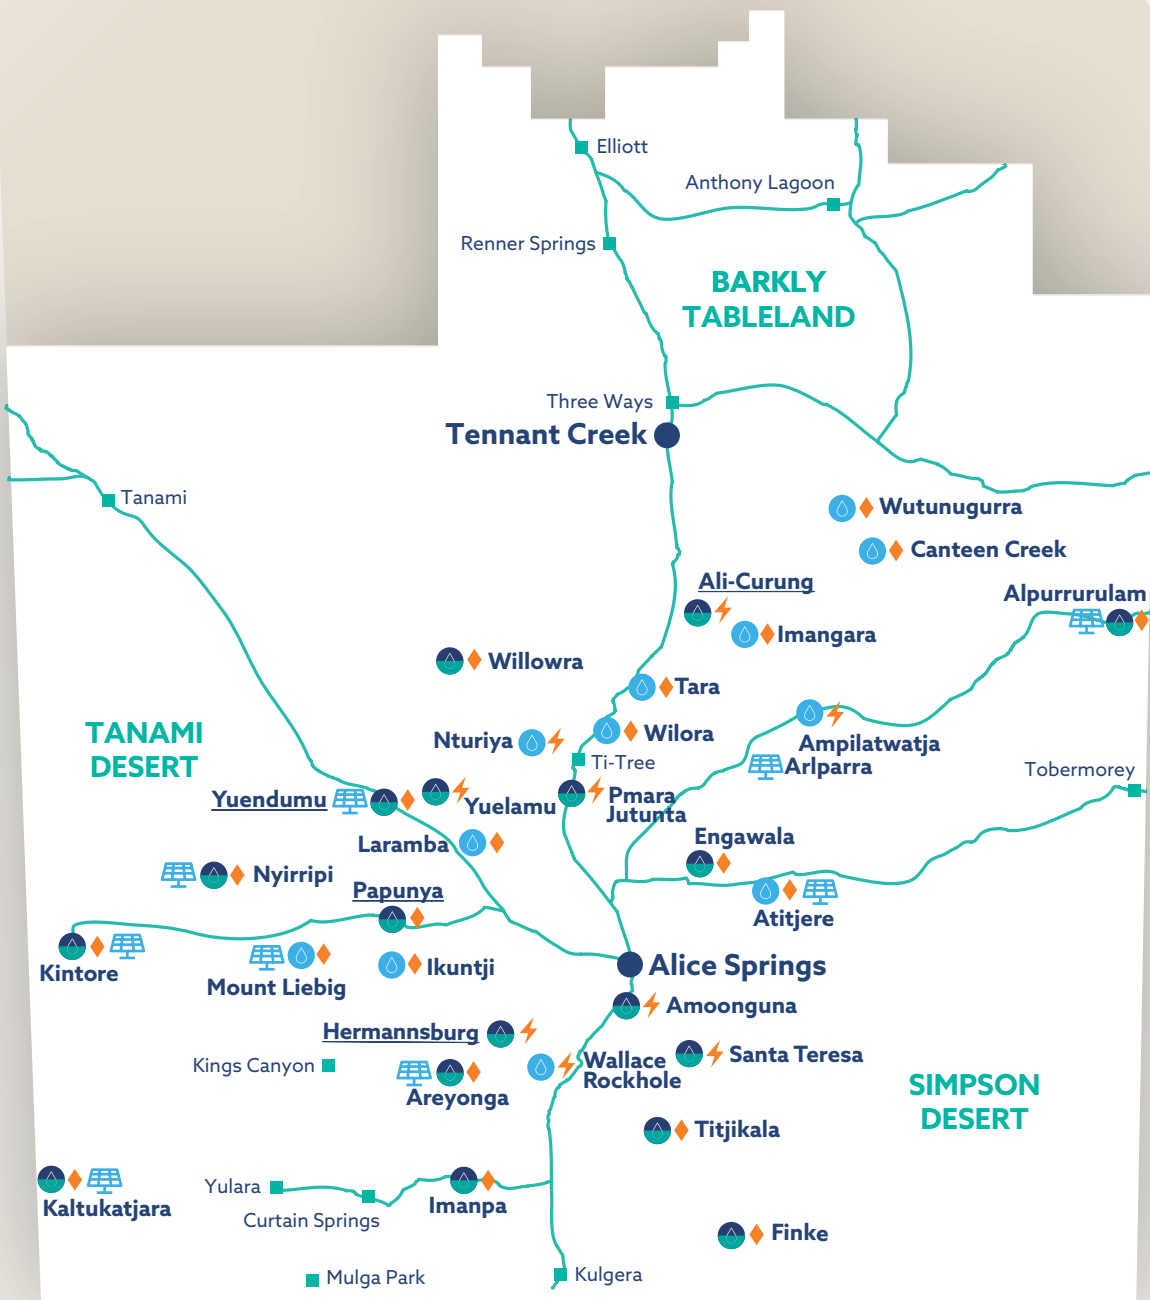 Elliott
Anthony Lagoon
Renner Springs
BARKLY
TABLELAND
Three Ways
Tennant Creek
Tanami
Wutunugurra
Canteen Creek
Ali-Curung
Alpurrurulam
Imangara
Willowra
Tara
TANAMI
DESERT
Nturiya
Wilora
Ampilatwatja
Ti-Tree
Arlparra
Tobermorey
Yuendumu
Yuelamu
Pmara
Jutunta
Laramba
Engawala
Nyirripi
Papunya
Atitjere
Kintore
Mount Liebig
Ikuntji
Alice Springs
Amoonguna
Hermannsburg
Kings Canyon
Wallace
Rockhole
Santa Teresa
Areyonga
SIMPSON
DESERT
Titjikala
Kaltukatjara
Yulara
Curtain Springs
Imanpa
Finke
Mulga Park
Kulgera